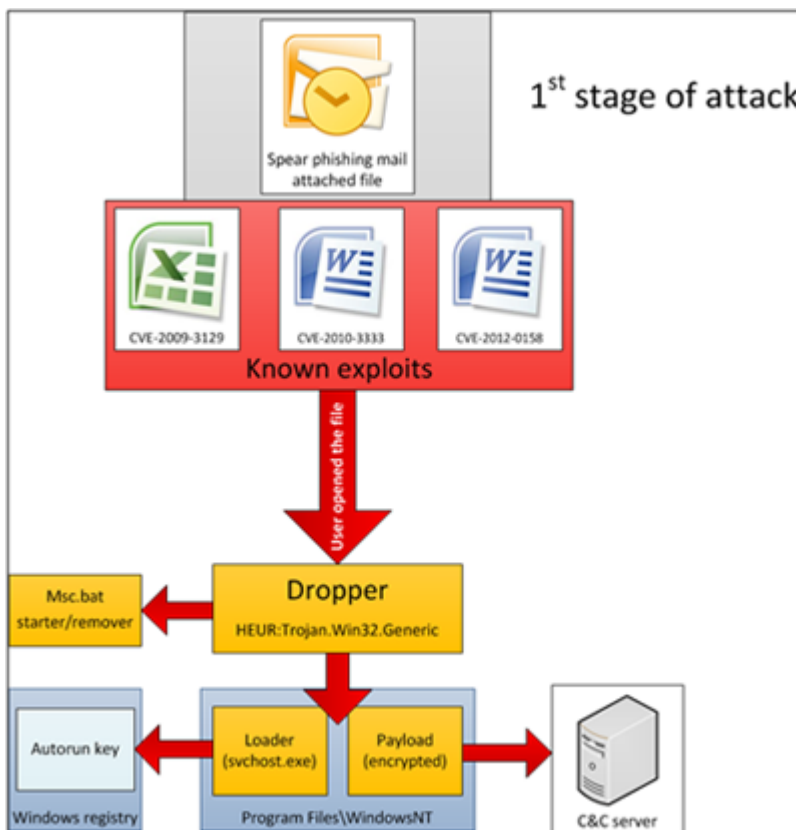 1st stage of attack
Spear phishing mail
attached file
CVE-2009-3129
CVE-2010-3333
CVE-2012-0158
Known exploits
User opened the file
Dropper
HEUR:Trojan.Win32.Generic
Msc.bat
starter/remover
Autorun key
Windows registry
Loader
(svchost.exe)
Payload
(encrypted)
Program Files\WindowsNT
C&C server